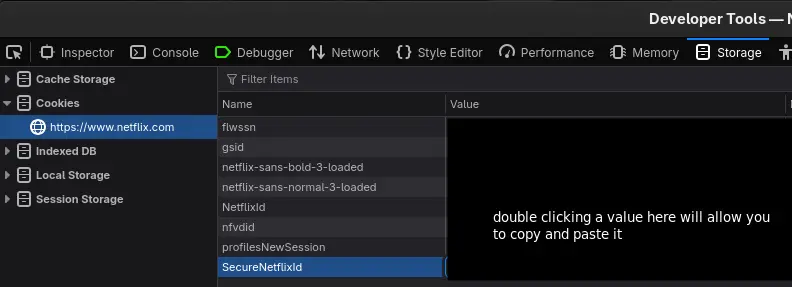 Developer Tools —
Inspector Console Debugger Network Style Editor Performance Memory Storage
Cache Storage
Cookies
https://www.netflix.com
Indexed DB
Local Storage
Session Storage
Filter Items
Name Value
flwssn
gsid
netflix-sans-bold-3-loaded
netflix-sans-normal-3-loaded
NetflixId
nfvdid
profilesNewSession
SecureNetflixId
double clicking a value here will allow you
to copy and paste it